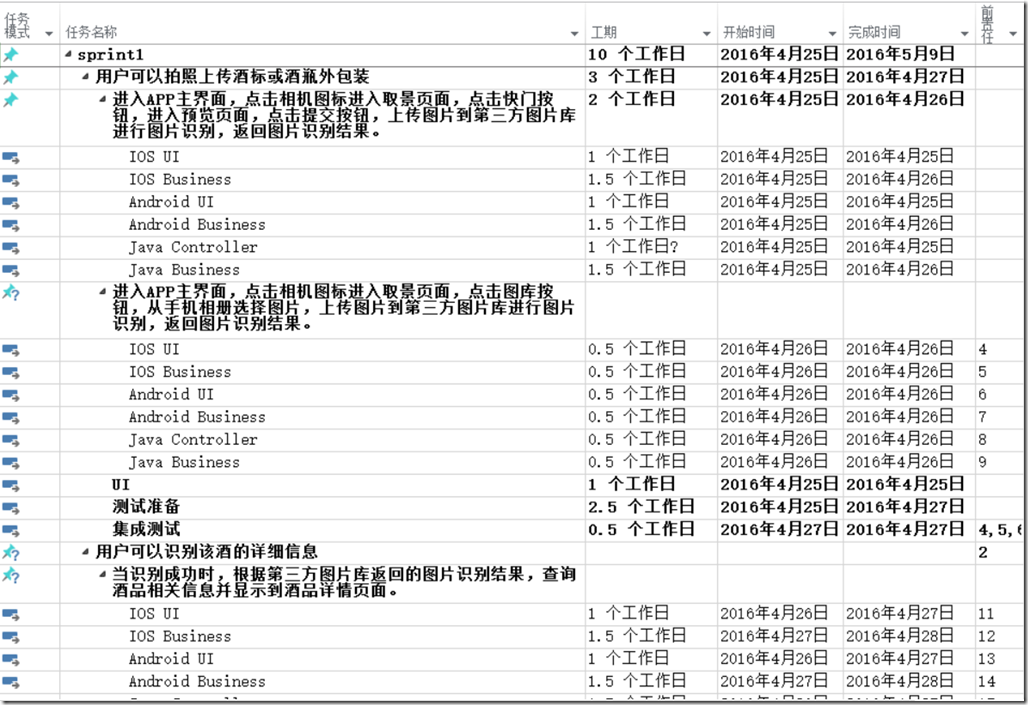 任务模式 任务名称 工期 开始时间 完成时间 前责任
sprint1 10 个工作日 2016年4月25日 2016年5月9日
用户可以拍照上传酒标或酒瓶外包装 3 个工作日 2016年4月25日 2016年4月27日
进入APP主界面，点击相机图标进入取景页面，点击快门按 2 个工作日 2016年4月25日 2016年4月26日
钮，进入预览页面，点击提交按钮，上传图片到第三方图片库
进行图片识别，返回图片识别结果。
IOS UI 1 个工作日 2016年4月25日 2016年4月25日
IOS Business 1.5 个工作日 2016年4月25日 2016年4月26日
Android UI 1 个工作日 2016年4月25日 2016年4月25日
Android Business 1.5 个工作日 2016年4月25日 2016年4月26日
Java Controller 1 个工作日? 2016年4月25日 2016年4月25日
Java Business 1.5 个工作日 2016年4月25日 2016年4月26日
进入APP主界面，点击相机图标进入取景页面，点击图库按
钮，从手机相册选择图片，上传图片到第三方图片库进行图片
识别，返回图片识别结果。
IOS UI 0.5 个工作日 2016年4月26日 2016年4月26日 4
IOS Business 0.5 个工作日 2016年4月26日 2016年4月26日 5
Android UI 0.5 个工作日 2016年4月26日 2016年4月26日 6
Android Business 0.5 个工作日 2016年4月26日 2016年4月26日 7
Java Controller 0.5 个工作日 2016年4月26日 2016年4月26日 8
Java Business 0.5 个工作日 2016年4月26日 2016年4月26日 9
UI 1 个工作日 2016年4月25日 2016年4月25日
测试准备 2.5 个工作日 2016年4月25日 2016年4月27日
集成测试 0.5 个工作日 2016年4月27日 2016年4月27日 4,5,6
用户可以识别该酒的详细信息 2
当识别成功时，根据第三方图片库返回的图片识别结果，查询
酒品相关信息并显示到酒品详情页面。
IOS UI 1 个工作日 2016年4月26日 2016年4月27日 11
IOS Business 1.5 个工作日 2016年4月27日 2016年4月28日 12
Android UI 1 个工作日 2016年4月26日 2016年4月27日 13
Android Business 1.5 个工作日 2016年4月27日 2016年4月28日 14